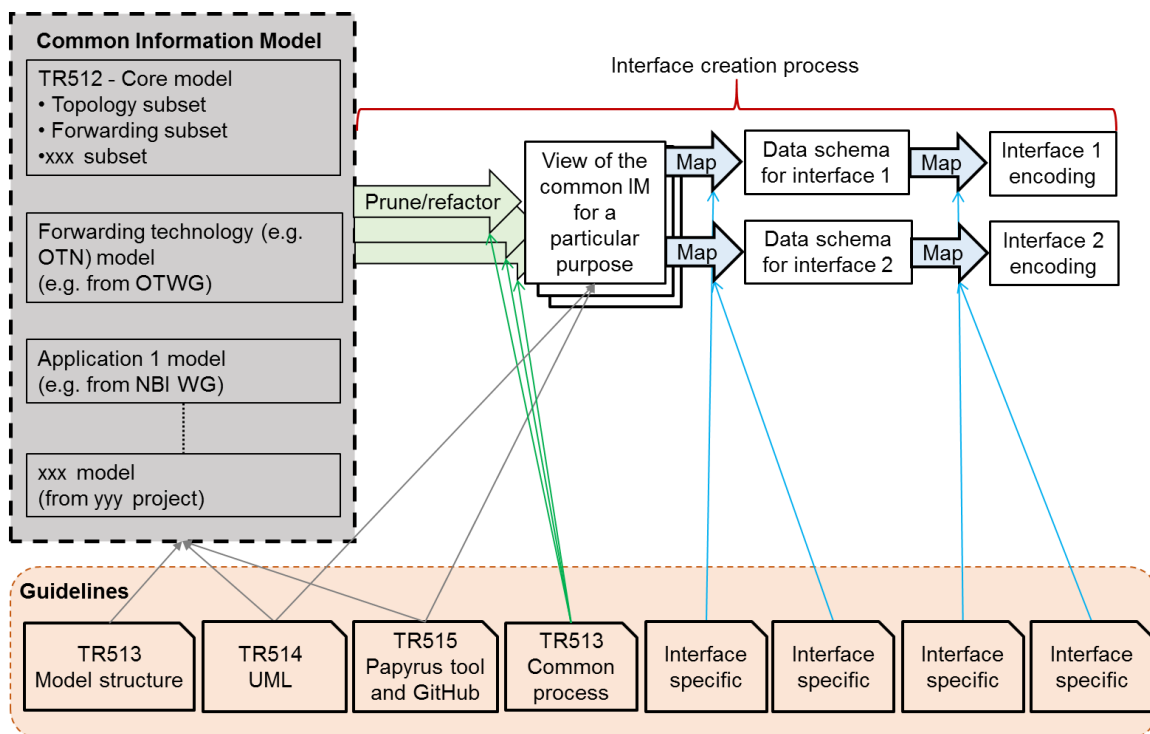 Common Information Model
TR512 - Core model
• Topology subset
• Forwarding subset
•xxx subset
Forwarding technology (e.g.
OTN) model
(e.g. from OTWG)
Application 1 model
(e.g. from NBI WG)
xxx model
(from yyy project)
Interface creation process
Prune/refactor
View of the
common IM
for a
particular
purpose
Map
Data schema
for interface 1
Map
Interface 1
encoding
Map
Data schema
for interface 2
Map
Interface 2
encoding
Guidelines
TR513
Model structure
TR514
UML
TR515
Papyrus tool
and GitHub
TR513
Common
process
Interface
specific
Interface
specific
Interface
specific
Interface
specific